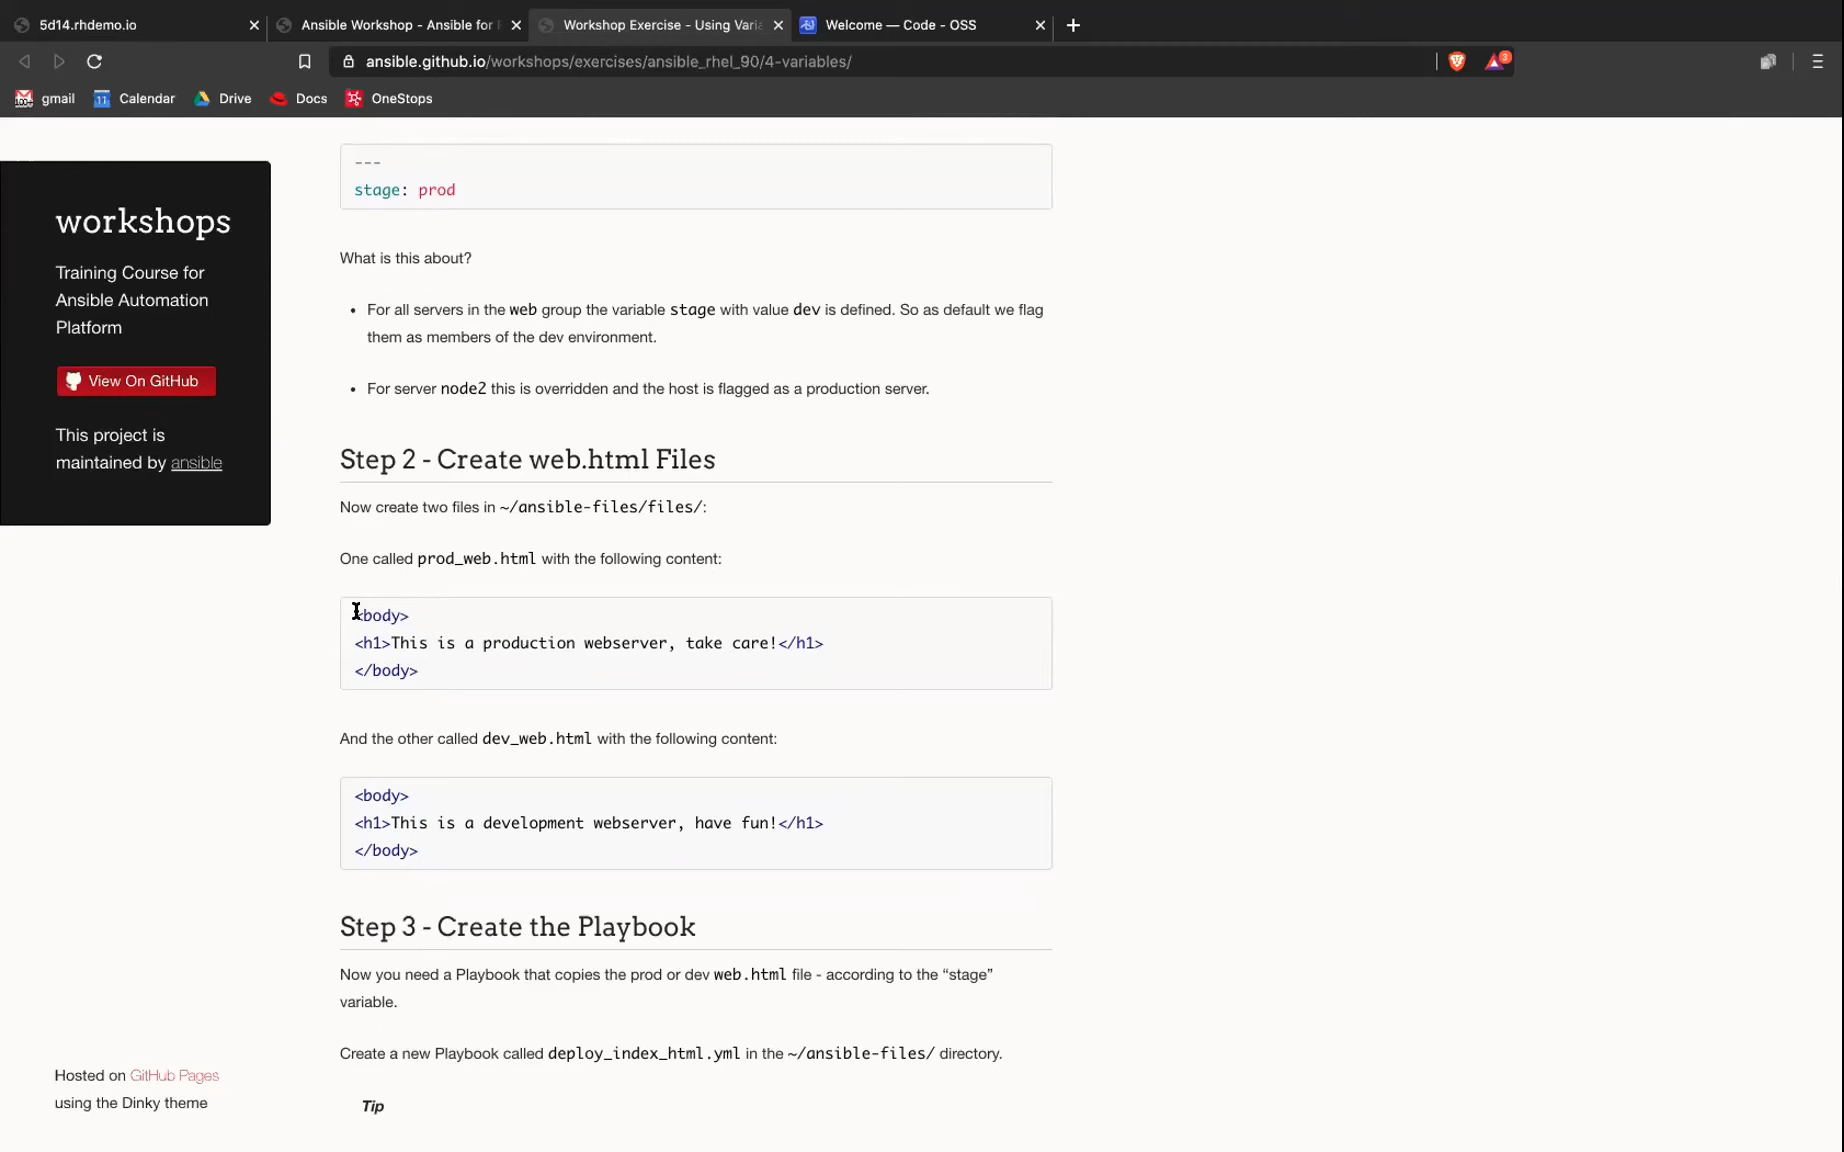 5d14.rhdemo.io
Ansible Workshop - Ansible for
Workshop Exercise - Using Varia
Welcome — Code - OSS
ansible.github.io/workshops/exercises/ansible_rhel_90/4-variables/
3
gmail
Calendar
Drive
Docs
OneStops
workshops
Training Course for
Ansible Automation
Platform
View On GitHub
This project is
maintained by ansible
---
stage: prod
What is this about?
• For all servers in the web group the variable stage with value dev is defined. So as default we flag
them as members of the dev environment.
• For server node2 this is overridden and the host is flagged as a production server.
Step 2 - Create web.html Files
Now create two files in ~/ansible-files/files/:
One called prod_web.html with the following content:
<body>
<h1>This is a production webserver, take care!</h1>
</body>
And the other called dev_web.html with the following content:
<body>
<h1>This is a development webserver, have fun!</h1>
</body>
Step 3 - Create the Playbook
Now you need a Playbook that copies the prod or dev web.html file - according to the “stage”
variable.
Create a new Playbook called deploy_index_html.yml in the ~/ansible-files/ directory.
Tip
Hosted on GitHub Pages
using the Dinky theme